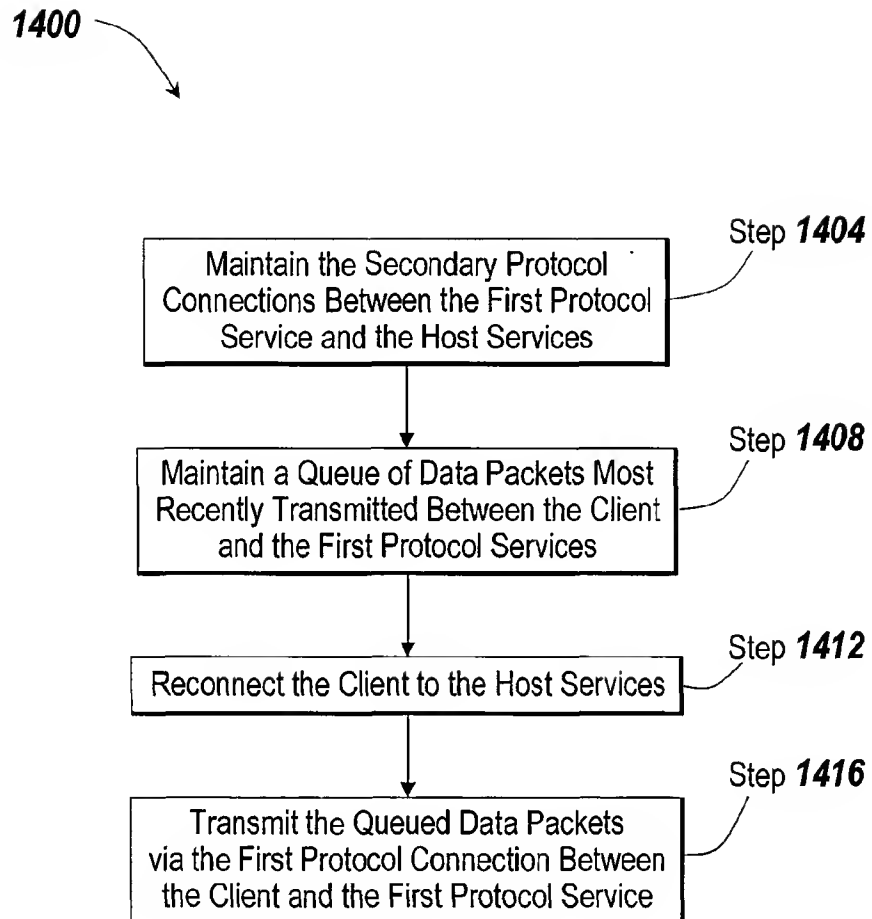 1400
Step 1404
Maintain the Secondary Protocol
Connections Between the First Protocol
Service and the Host Services
Step 1408
Maintain a Queue of Data Packets Most
Recently Transmitted Between the Client
and the First Protocol Services
Step 1412
Reconnect the Client to the Host Services
Step 1416
Transmit the Queued Data Packets
via the First Protocol Connection Between
the Client and the First Protocol Service